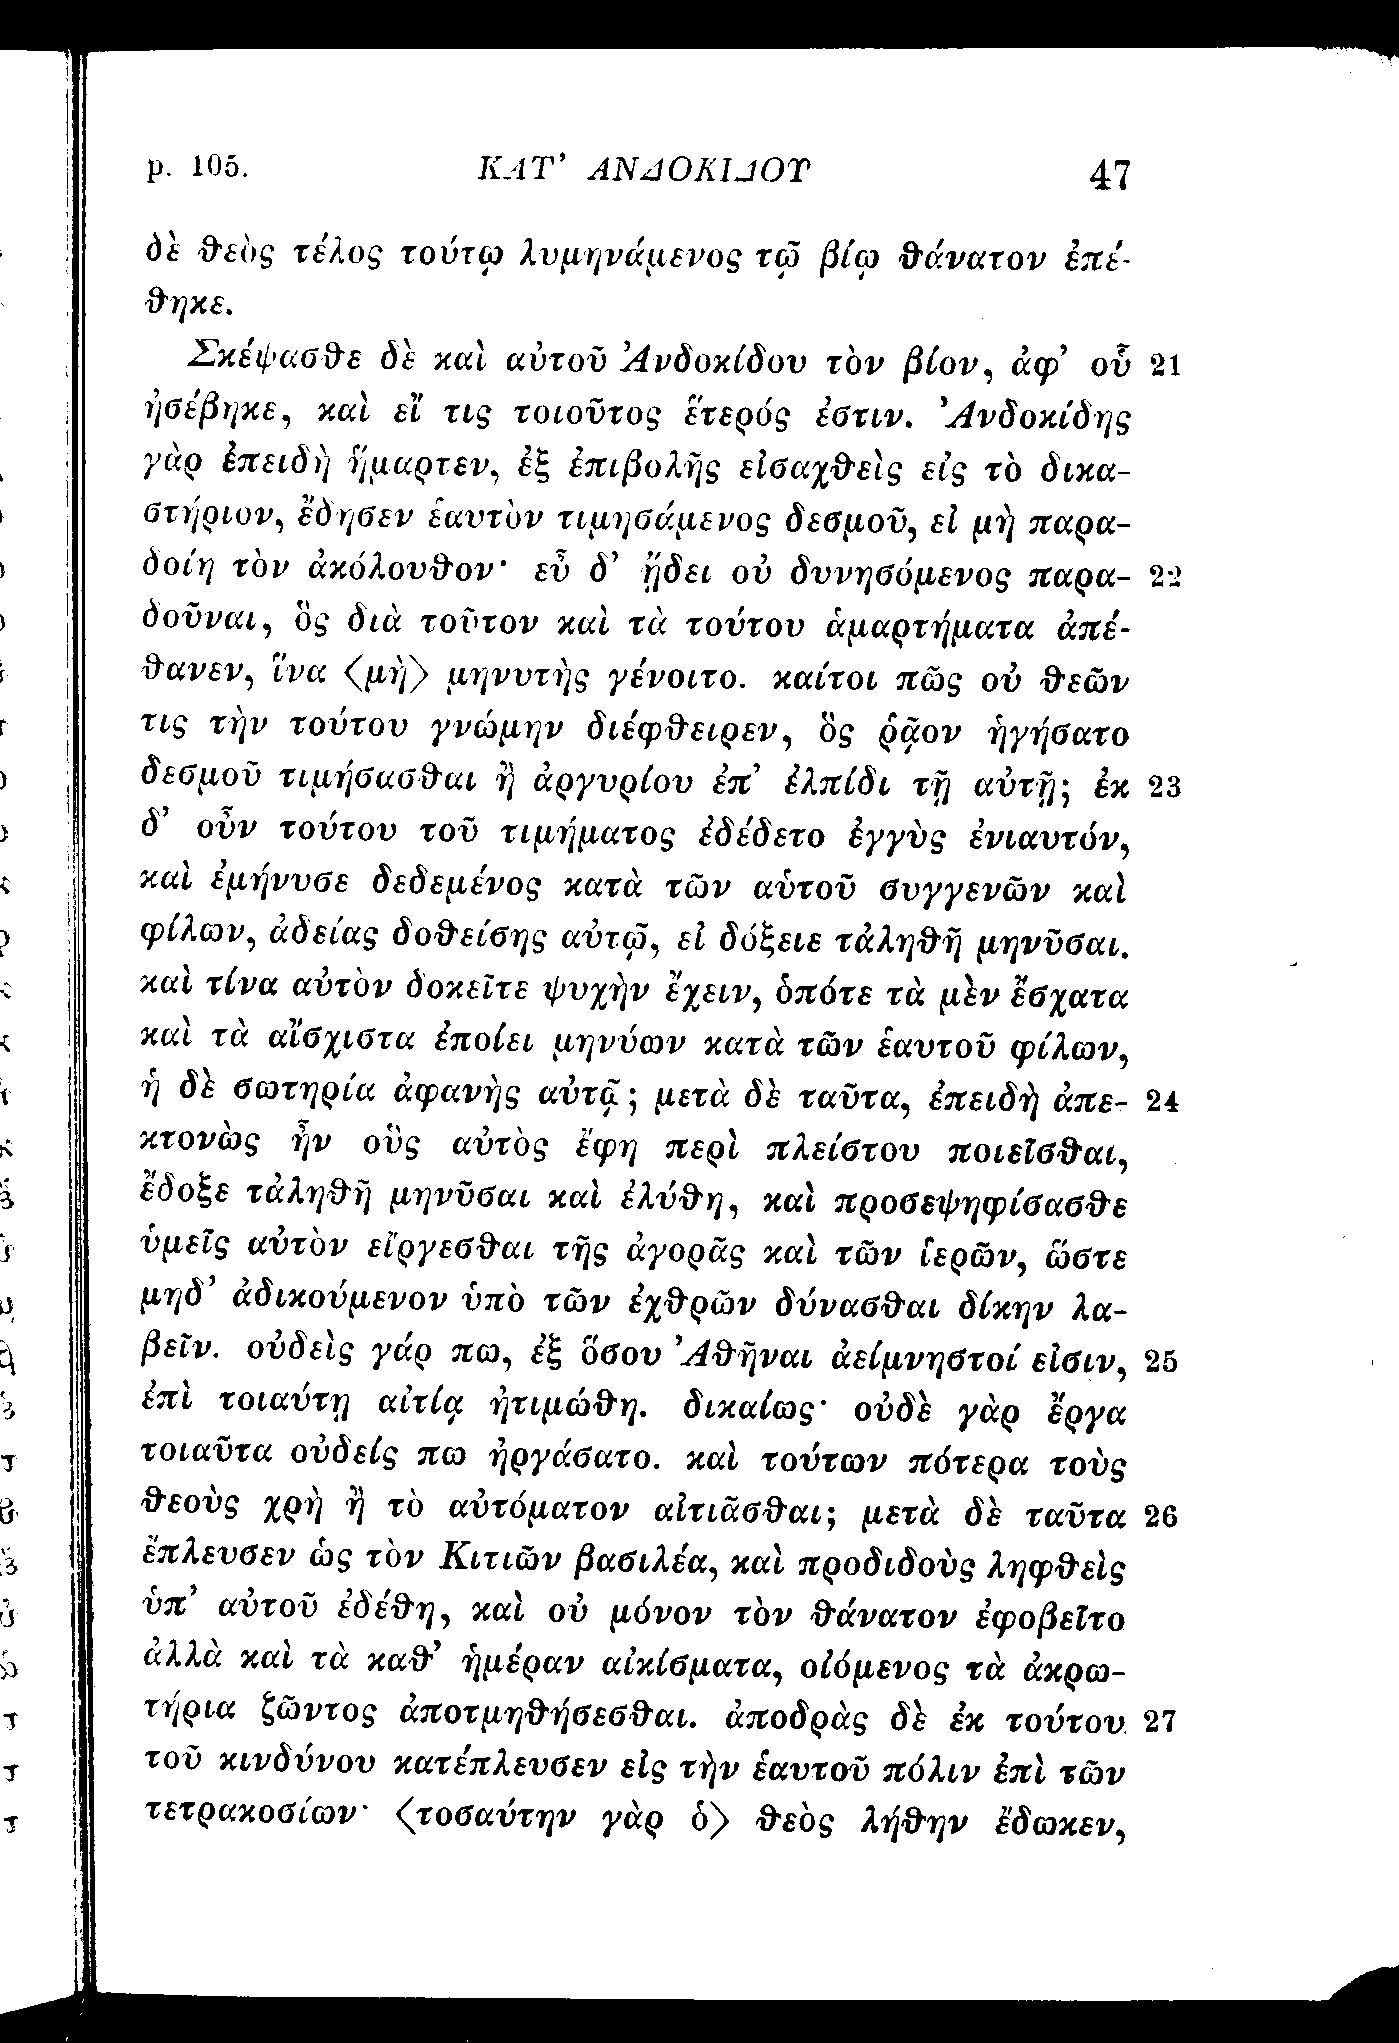 p. 105. ΚΑΤ’ ΑΝΔΟΚΙΔΟΥ 47
δὲ θεὸς τέλος τούτῳ λυμηνάμενος τῷ βίῳ θάνατον ἐπέ-
θηκε.
Σκέψασθε δὲ καὶ αὐτοῦ Ἀνδοκίδου τὸν βίον, ἀφ’ οὗ 21
ἠσέβηκε, καὶ εἴ τις τοιοῦτος ἕτερός ἐστιν. Ἀνδοκίδης
γὰρ ἐπειδὴ ἥμαρτεν, ἐξ ἐπιβολῆς εἰσαχθεὶς εἰς τὸ δικα-
στήριον, ἔδησεν ἑαυτὸν τιμησάμενος δεσμοῦ, εἰ μὴ παρα-
δοίη τὸν ἀκόλουθον· εὖ δ’ ᾔδει οὐ δυνησόμενος παρα- 22
δοῦναι, ὃς διὰ τοῦτον καὶ τὰ τούτου ἁμαρτήματα ἀπέ-
θανεν, ἵνα 〈μὴ〉 μηνυτὴς γένοιτο. καίτοι πῶς οὐ θεῶν
τις τὴν τούτου γνώμην διέφθειρεν, ὃς ῥᾷον ἡγήσατο
δεσμοῦ τιμήσασθαι ἢ ἀργυρίου ἐπ’ ἐλπίδι τῇ αὐτῇ; ἐκ 23
δ’ οὖν τούτου τοῦ τιμήματος ἐδέδετο ἐγγὺς ἐνιαυτόν,
καὶ ἐμήνυσε δεδεμένος κατὰ τῶν αὑτοῦ συγγενῶν καὶ
φίλων, ἀδείας δοθείσης αὐτῷ, εἰ δόξειε τἀληθῆ μηνῦσαι.
καὶ τίνα αὐτὸν δοκεῖτε ψυχὴν ἔχειν, ὁπότε τὰ μὲν ἔσχατα
καὶ τὰ αἴσχιστα ἐποίει μηνύων κατὰ τῶν ἑαυτοῦ φίλων,
ἡ δὲ σωτηρία ἀφανὴς αὐτᾷ; μετὰ δὲ ταῦτα, ἐπειδὴ ἀπε- 24
κτονὼς ἦν οὓς αὐτὸς ἔφη περὶ πλείστου ποιεῖσθαι,
ἔδοξε τἀληθῆ μηνῦσαι καὶ ἐλύθη, καὶ προσεψηφίσασθε
ὑμεῖς αὐτὸν εἴργεσθαι τῆς ἀγορᾶς καὶ τῶν ἱερῶν, ὥστε
μηδ’ ἀδικούμενον ὑπὸ τῶν ἐχθρῶν δύνασθαι δίκην λα-
βεῖν. οὐδεὶς γάρ πω, ἐξ ὅσου Ἀθῆναι ἀείμνηστοί εἰσιν, 25
ἐπὶ τοιαύτῃ αἰτίᾳ ἠτιμώθη. δικαίως· οὐδὲ γὰρ ἔργα
τοιαῦτα οὐδείς πω ἠργάσατο. καὶ τούτων πότερα τοὺς
θεοὺς χρὴ ἢ τὸ αὐτόματον αἰτιᾶσθαι; μετὰ δὲ ταῦτα 26
ἔπλευσεν ὡς τὸν Κιτιῶν βασιλέα, καὶ προδιδοὺς ληφθεὶς
ὑπ’ αὐτοῦ ἐδέθη, καὶ οὐ μόνον τὸν θάνατον ἐφοβεῖτο
ἀλλὰ καὶ τὰ καθ’ ἡμέραν αἰκίσματα, οἰόμενος τὰ ἀκρω-
τήρια ζῶντος ἀποτμηθήσεσθαι. ἀποδρὰς δὲ ἐκ τούτου 27
τοῦ κινδύνου κατέπλευσεν εἰς τὴν ἑαυτοῦ πόλιν ἐπὶ τῶν
τετρακοσίων· 〈τοσαύτην γὰρ ὁ〉 θεὸς λήθην ἔδωκεν,